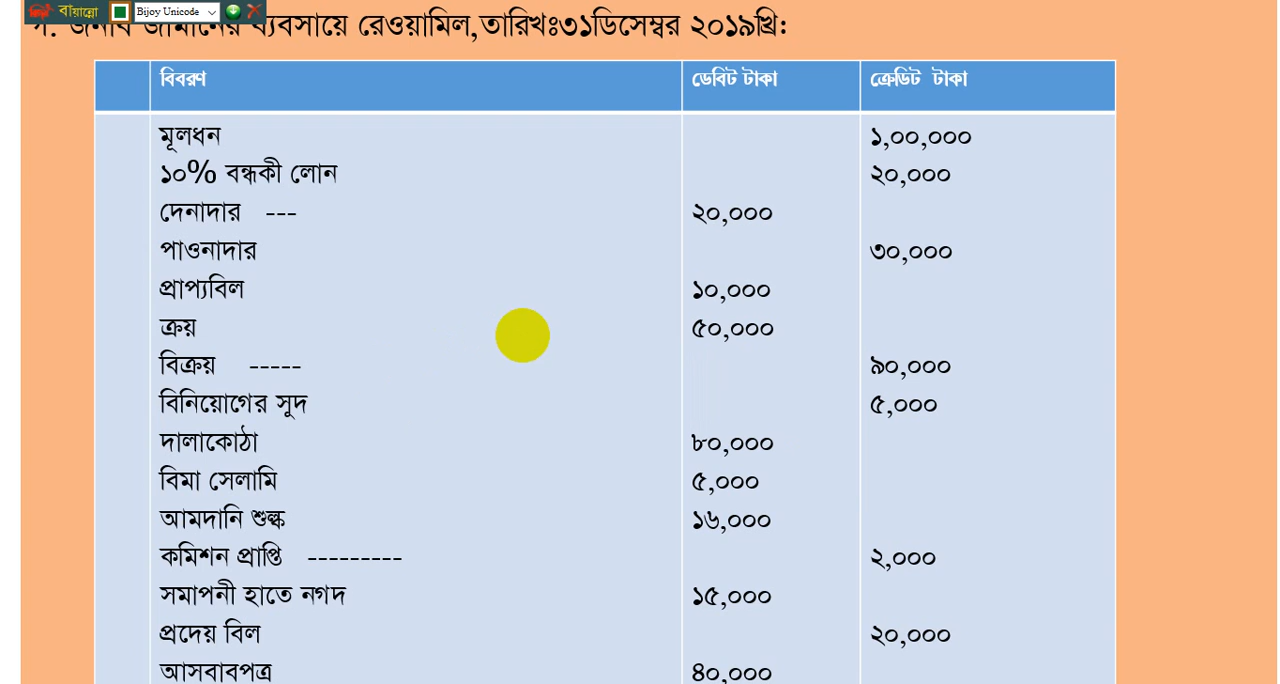 বায়ান্নো Bijoy Unicode
জনাব জামানের ব্যবসায়ে রেওয়ামিল,তারিখঃ৩১ডিসেম্বর ২০১৯খ্রি:
বিবরণ ডেবিট টাকা ক্রেডিট টাকা
মূলধন ১,০০,০০০
১০% বন্ধকী লোন ২০,০০০
দেনাদার --- ২০,০০০
পাওনাদার ৩০,০০০
প্রাপ্যবিল ১০,০০০
ক্রয় ৫০,০০০
বিক্রয় ----- ৯০,০০০
বিনিয়োগের সূদ ৫,০০০
দালাকোঠা ৮০,০০০
বিমা সেলামি ৫,০০০
আমদানি শুল্ক ১৬,০০০
কমিশন প্রাপ্তি --------- ২,০০০
সমাপনী হাতে নগদ ১৫,০০০
প্রদেয় বিল ২০,০০০
আসবাবপত্র ৪০,০০০